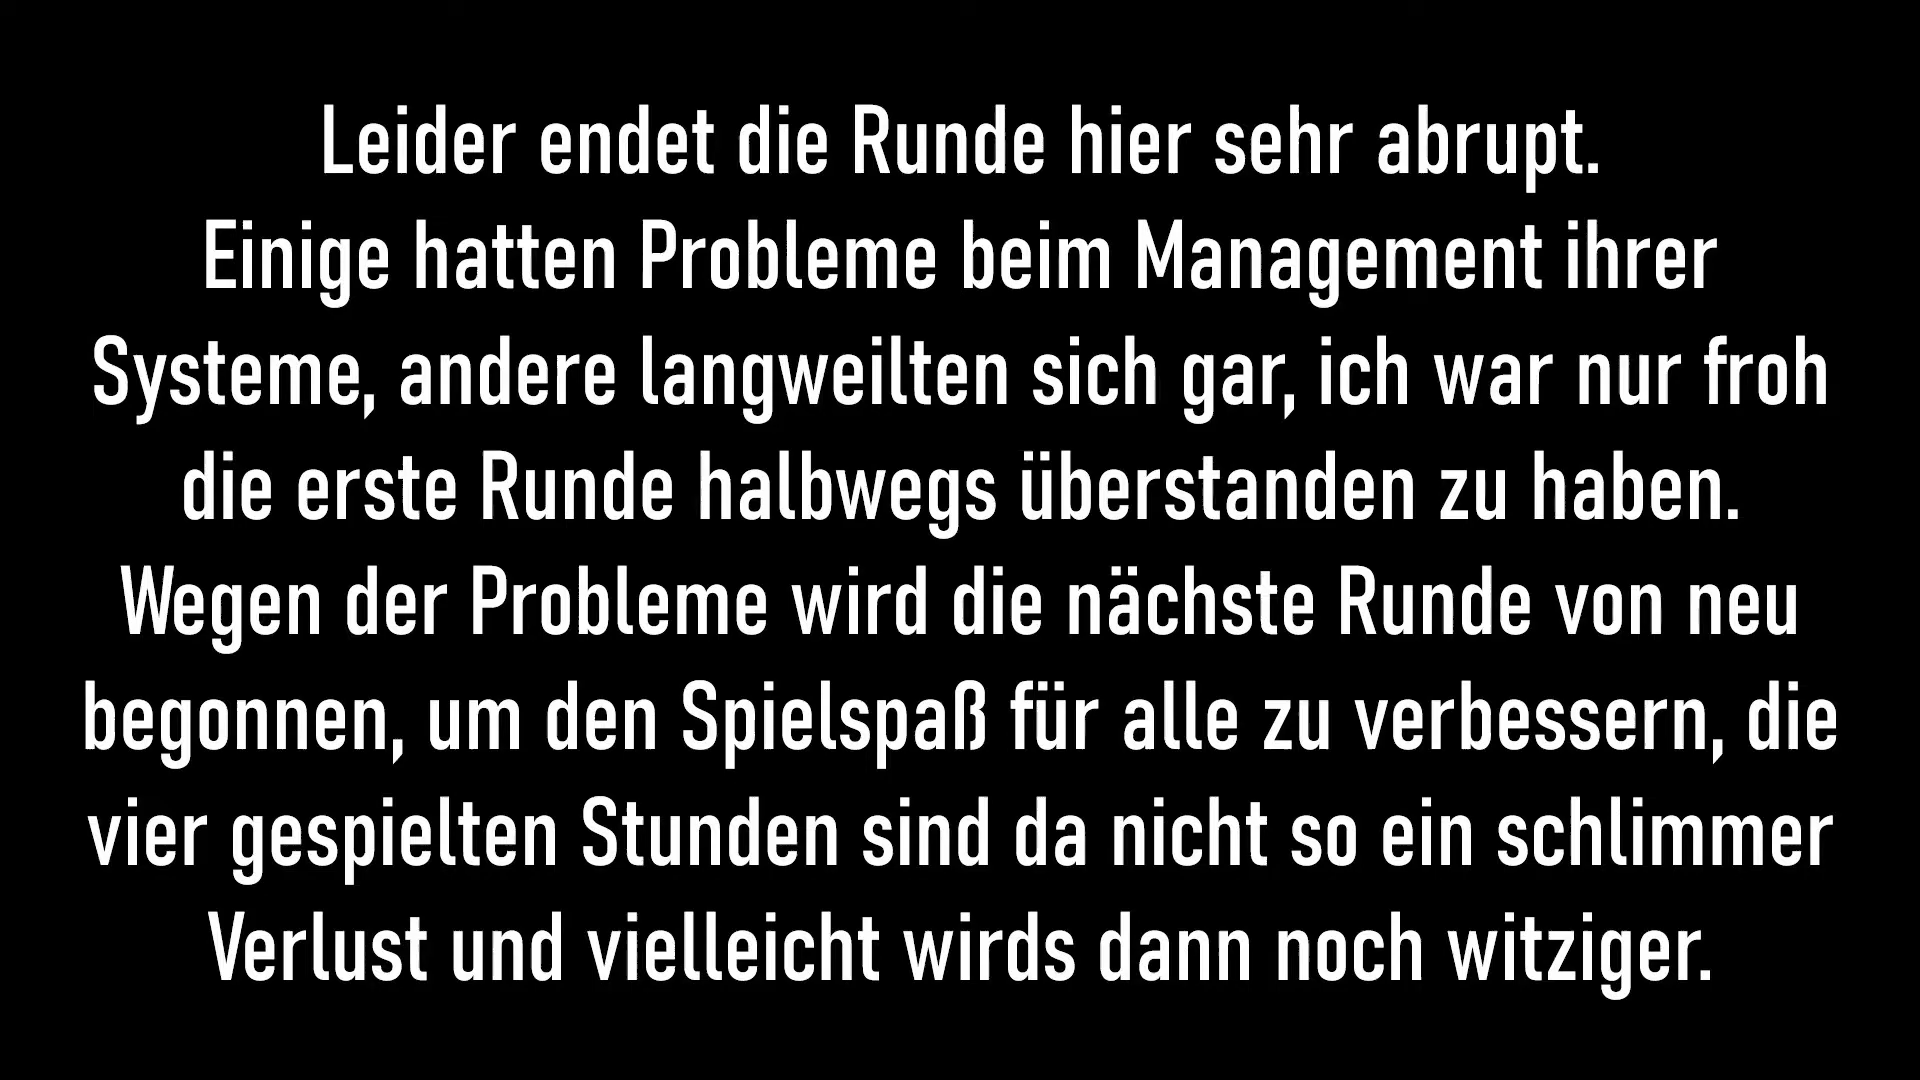 Leider endet die Runde hier sehr abrupt.
Einige hatten Probleme beim Management ihrer
Systeme, andere langweilten sich gar, ich war nur froh
die erste Runde halbwegs überstanden zu haben.
Wegen der Probleme wird die nächste Runde von neu
begonnen, um den Spielspaß für alle zu verbessern, die
vier gespielten Stunden sind da nicht so ein schlimmer
Verlust und vielleicht wirds dann noch witziger.